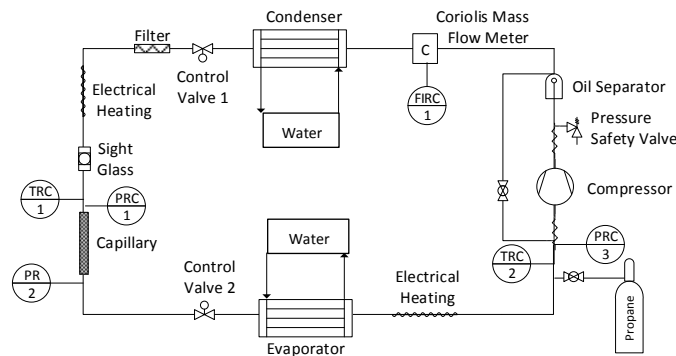 Condenser
Coriolis Mass
Flow Meter
Filter
C
Control
Valve 1
Electrical
Heating
FIRC
1
Oil Separator
Water
Pressure
Safety Valve
Sight
Glass
TRC
1
PRC
1
Compressor
Capillary
Water
PRC
3
TRC
2
PR
2
Control
Valve 2
Electrical
Heating
Propane
Evaporator